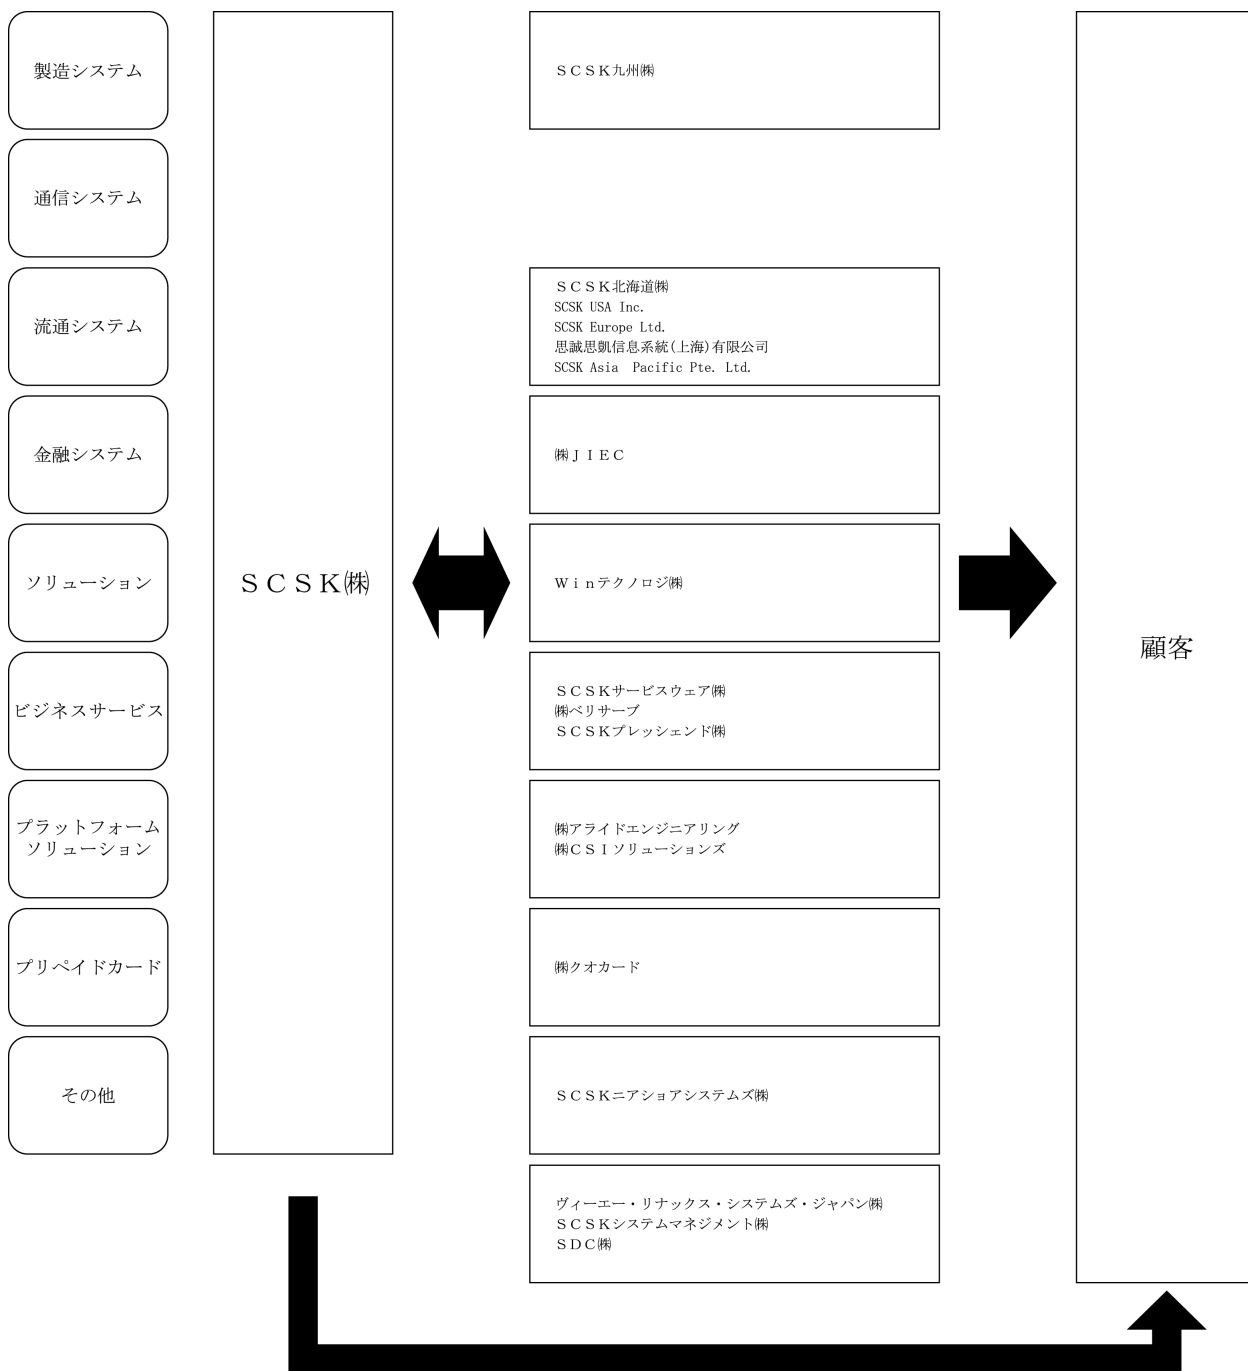 製造システム
通信システム
流通システム
金融システム
ソリューション
ビジネスサービス
プラットフォーム
ソリューション
プリペイドカード
その他
ＳＣＳＫ㈱
ＳＣＳＫ九州㈱
ＳＣＳＫ北海道㈱
SCSK USA Inc.
SCSK Europe Ltd.
思誠思凱信息系統(上海)有限公司
SCSK Asia　Pacific Pte. Ltd.
㈱ＪＩＥＣ
Ｗｉｎテクノロジ㈱
ＳＣＳＫサービスウェア㈱
㈱ベリサーブ
ＳＣＳＫプレッシェンド㈱
㈱アライドエンジニアリング
㈱ＣＳＩソリューションズ
㈱クオカード
ＳＣＳＫニアショアシステムズ㈱
ヴィーエー・リナックス・システムズ・ジャパン㈱
ＳＣＳＫシステムマネジメント㈱
ＳＤＣ㈱
顧客